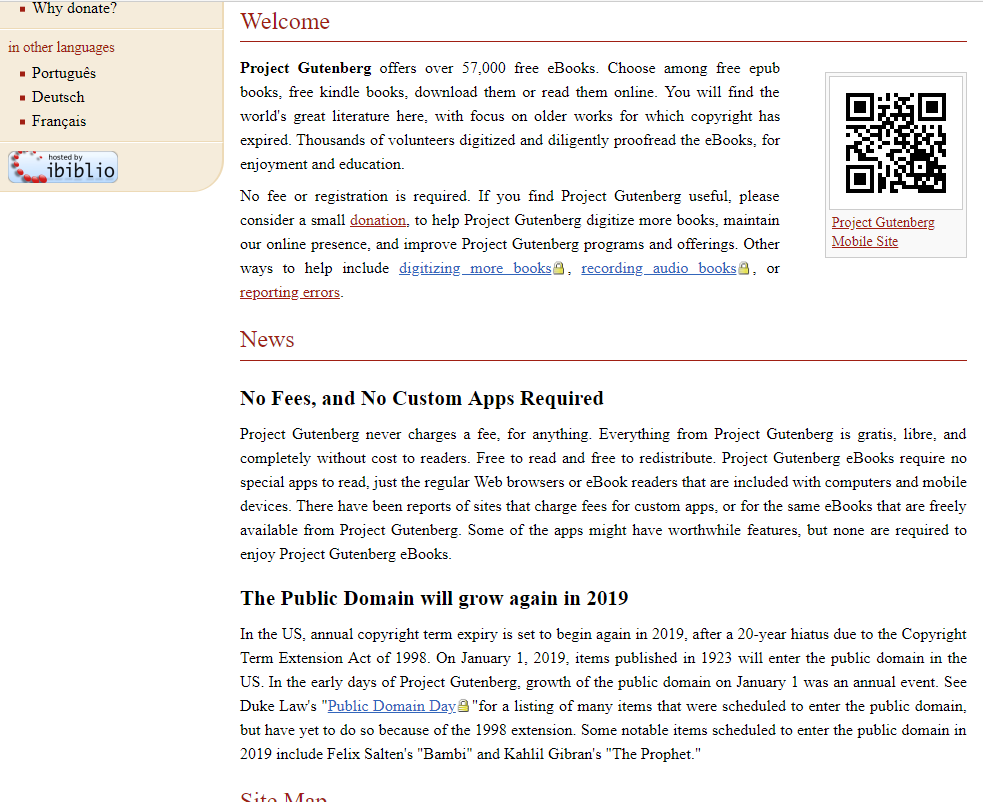 Why donate?
in other languages
Português
Deutsch
Français
hosted by
ibiblio
Welcome
Project Gutenberg offers over 57,000 free eBooks. Choose among free epub
books, free kindle books, download them or read them online. You will find the
world's great literature here, with focus on older works for which copyright has
expired. Thousands of volunteers digitized and diligently proofread the eBooks, for
enjoyment and education.
No fee or registration is required. If you find Project Gutenberg useful, please
consider a small donation, to help Project Gutenberg digitize more books, maintain
our online presence, and improve Project Gutenberg programs and offerings. Other
ways to help include digitizing more books, recording audio books, or
reporting errors.
Project Gutenberg
Mobile Site
News
No Fees, and No Custom Apps Required
Project Gutenberg never charges a fee, for anything. Everything from Project Gutenberg is gratis, libre, and
completely without cost to readers. Free to read and free to redistribute. Project Gutenberg eBooks require no
special apps to read, just the regular Web browsers or eBook readers that are included with computers and mobile
devices. There have been reports of sites that charge fees for custom apps, or for the same eBooks that are freely
available from Project Gutenberg. Some of the apps might have worthwhile features, but none are required to
enjoy Project Gutenberg eBooks.
The Public Domain will grow again in 2019
In the US, annual copyright term expiry is set to begin again in 2019, after a 20-year hiatus due to the Copyright
Term Extension Act of 1998. On January 1, 2019, items published in 1923 will enter the public domain in the
US. In the early days of Project Gutenberg, growth of the public domain on January 1 was an annual event. See
Duke Law's "Public Domain Day"for a listing of many items that were scheduled to enter the public domain,
but have yet to do so because of the 1998 extension. Some notable items scheduled to enter the public domain in
2019 include Felix Salten's "Bambi" and Kahlil Gibran's "The Prophet."
Site Map